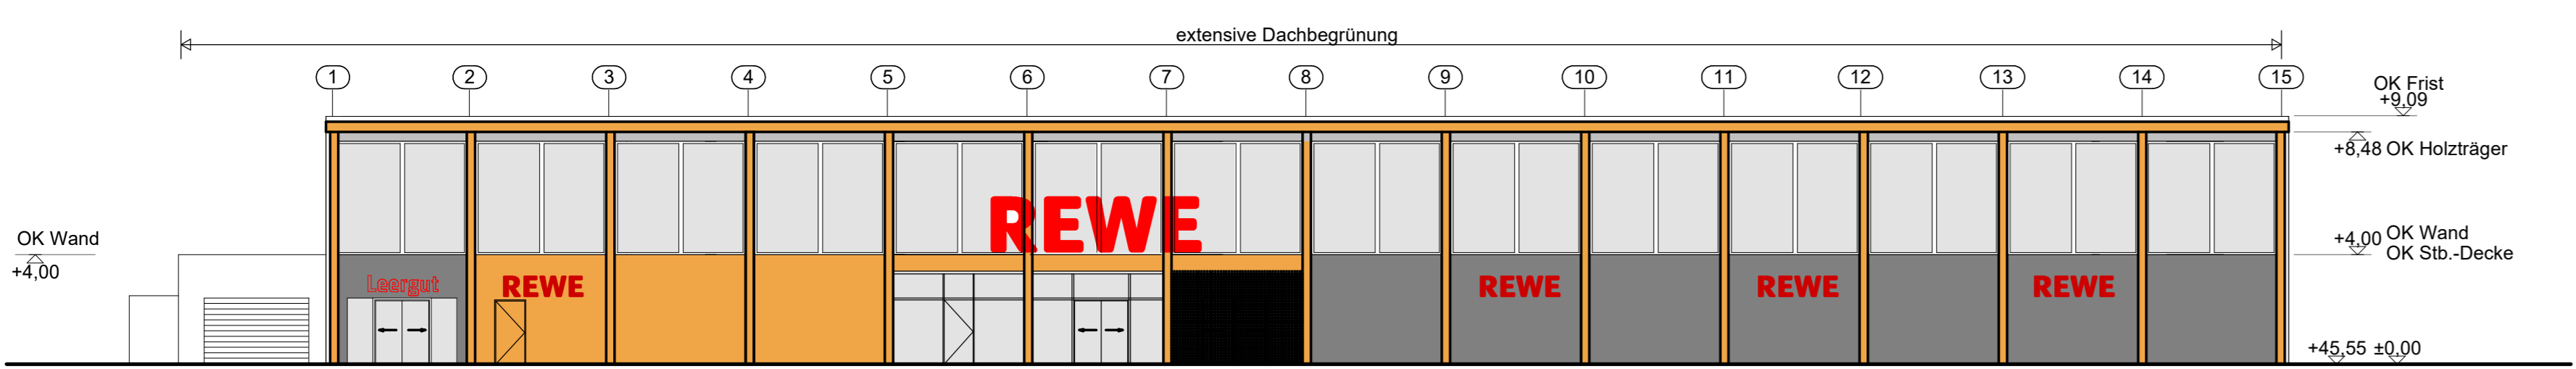 extensive Dachbegrünung
1 2 3 4 5 6 7 8 9 10 11 12 13 14 15
OK Frist
+9,09
+8,48 OK Holzträger
REWE
OK Wand
+4,00
+4,00 OK Wand
OK Stb.-Decke
Leergut
REWE
REWE
REWE
REWE
+45,55 ±0,00